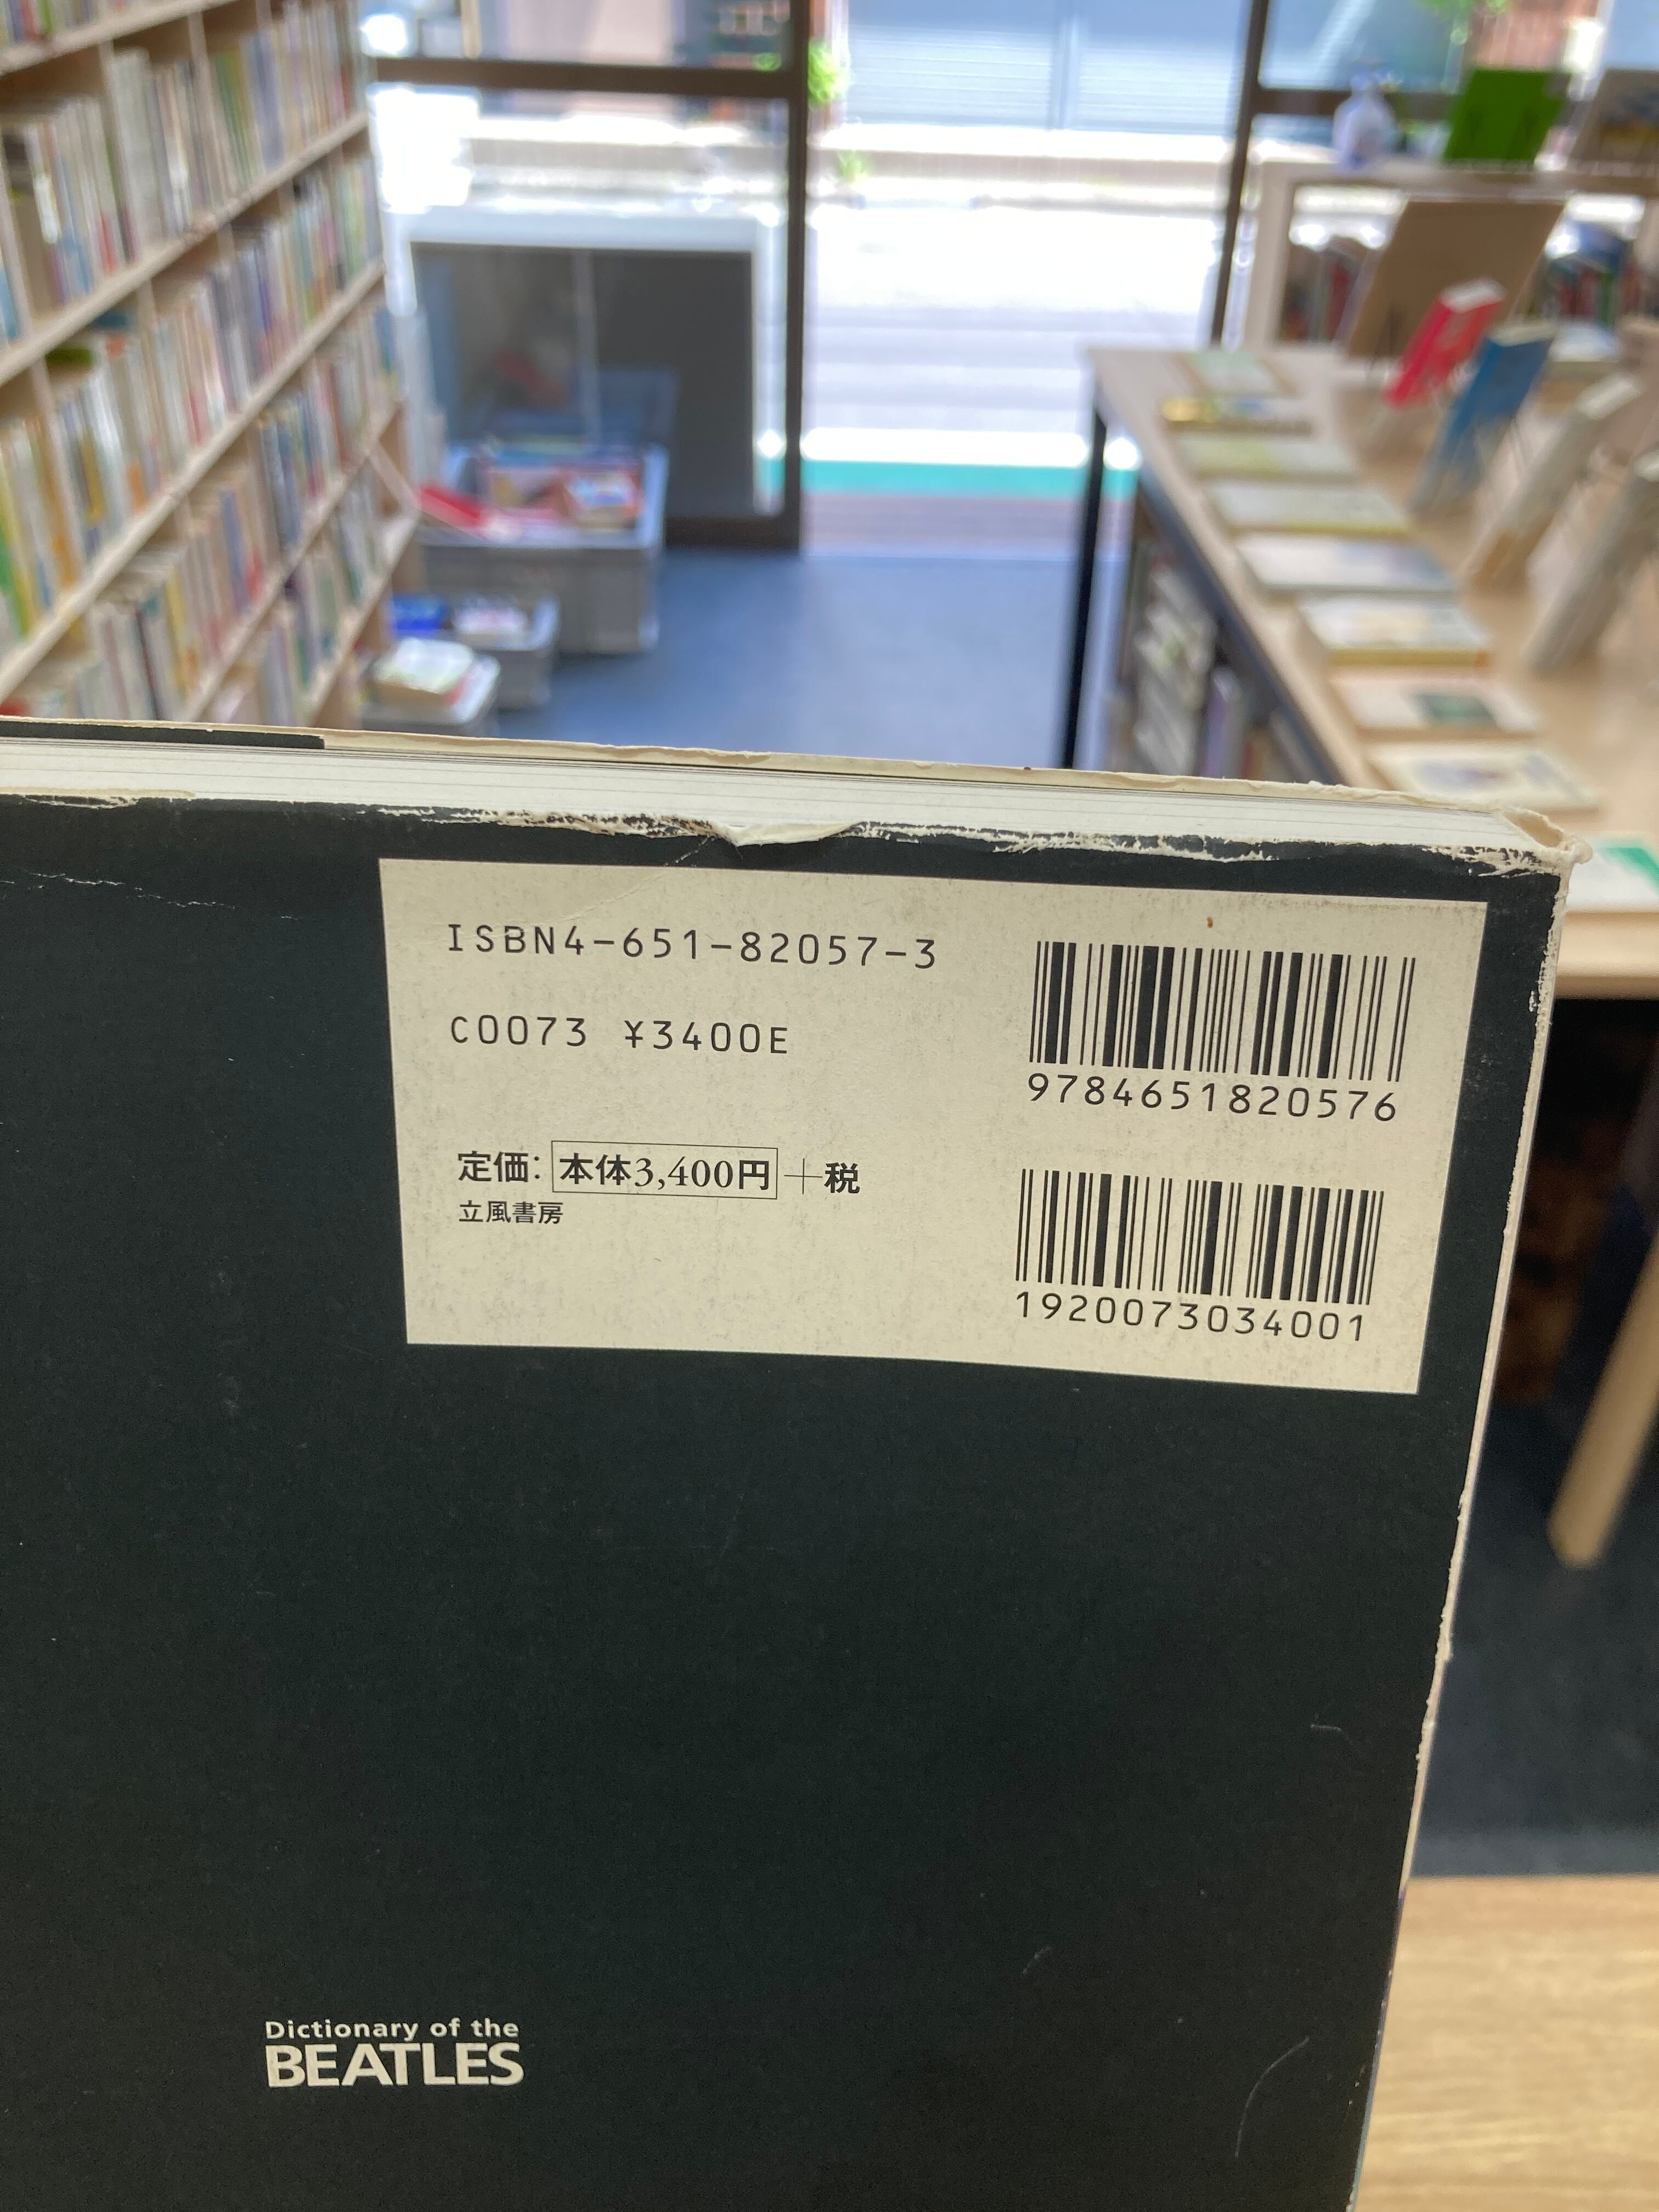 ISBN4-651-82057-3
C0073 ¥3400E
定価:本体3,400円+税
立風書房
9784651820576
1920073034001
Dictionary of the
BEATLES